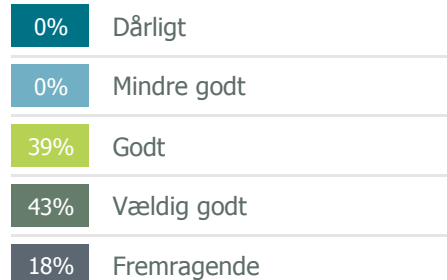 0% Dårligt
0% Mindre godt
39% Godt
43% Vældig godt
18% Fremragende